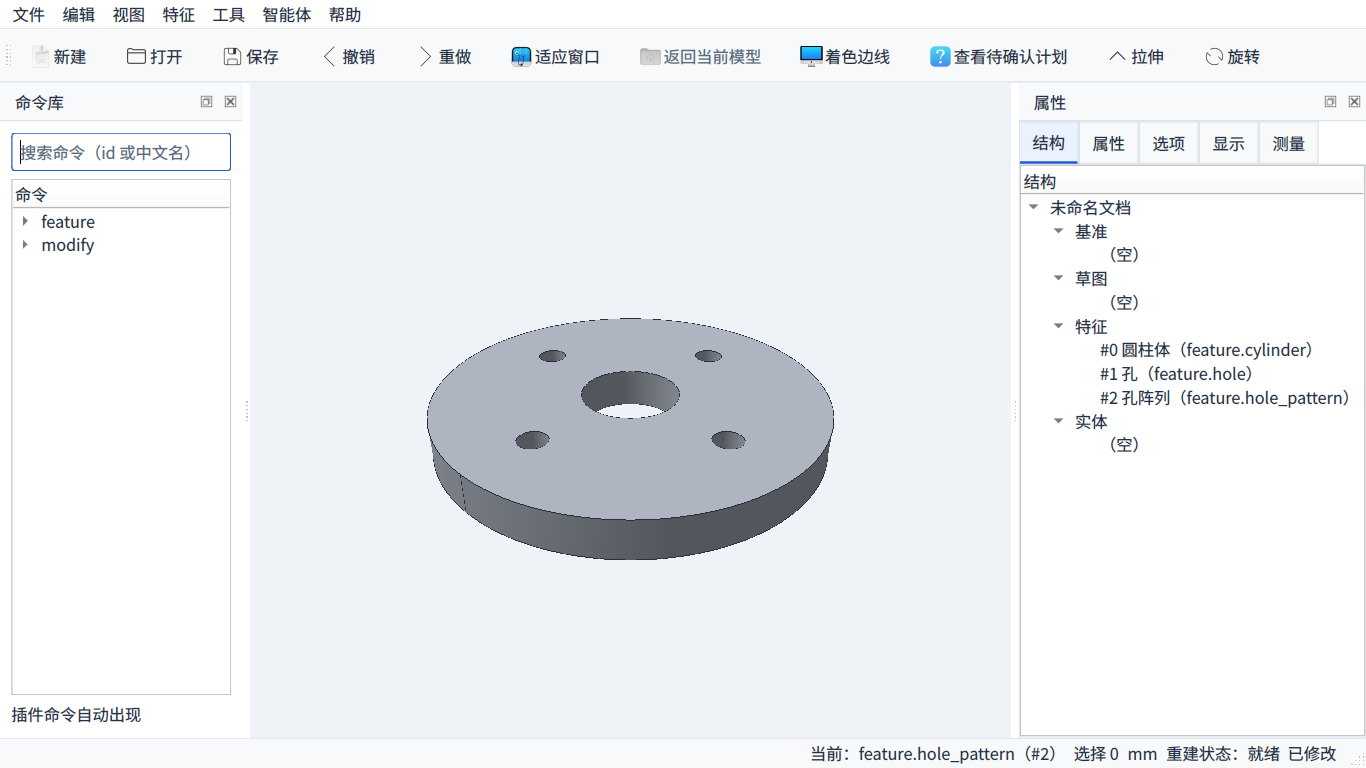 文件 编辑 视图 特征 工具 智能体 帮助
新建 打开 保存 撤销 重做 适应窗口 返回当前模型 着色边线 查看待确认计划 拉伸 旋转
命令库
搜索命令（id 或中文名）
命令
feature
modify
插件命令自动出现
属性
结构 属性 选项 显示 测量
结构
未命名文档
基准
（空）
草图
（空）
特征
#0 圆柱体（feature.cylinder）
#1 孔（feature.hole）
#2 孔阵列（feature.hole_pattern）
实体
（空）
当前：feature.hole_pattern（#2） 选择 0 mm 重建状态：就绪 已修改